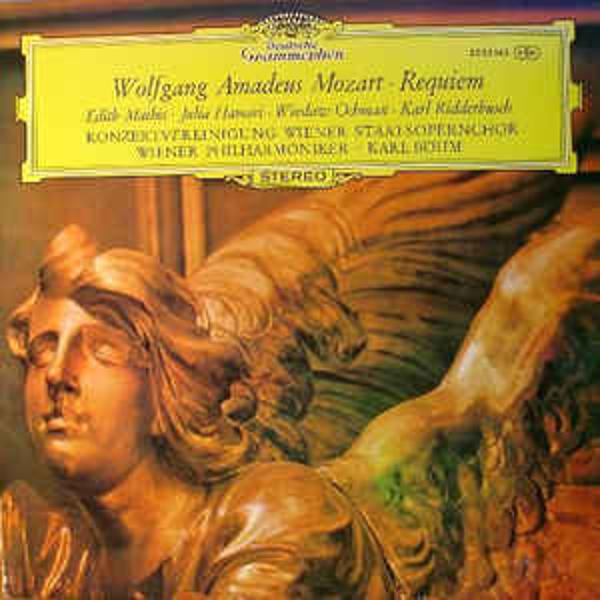 Deutsche
Grammophon
Wolfgang Amadeus Mozart · Requiem
Edith Mathis · Julia Hamari · Wieslaw Ochman · Karl Ridderbusch
KONZERTVEREINIGUNG WIENER STAATSOPERNCHOR
WIENER PHILHARMONIKER · KARL BÖHM
STEREO